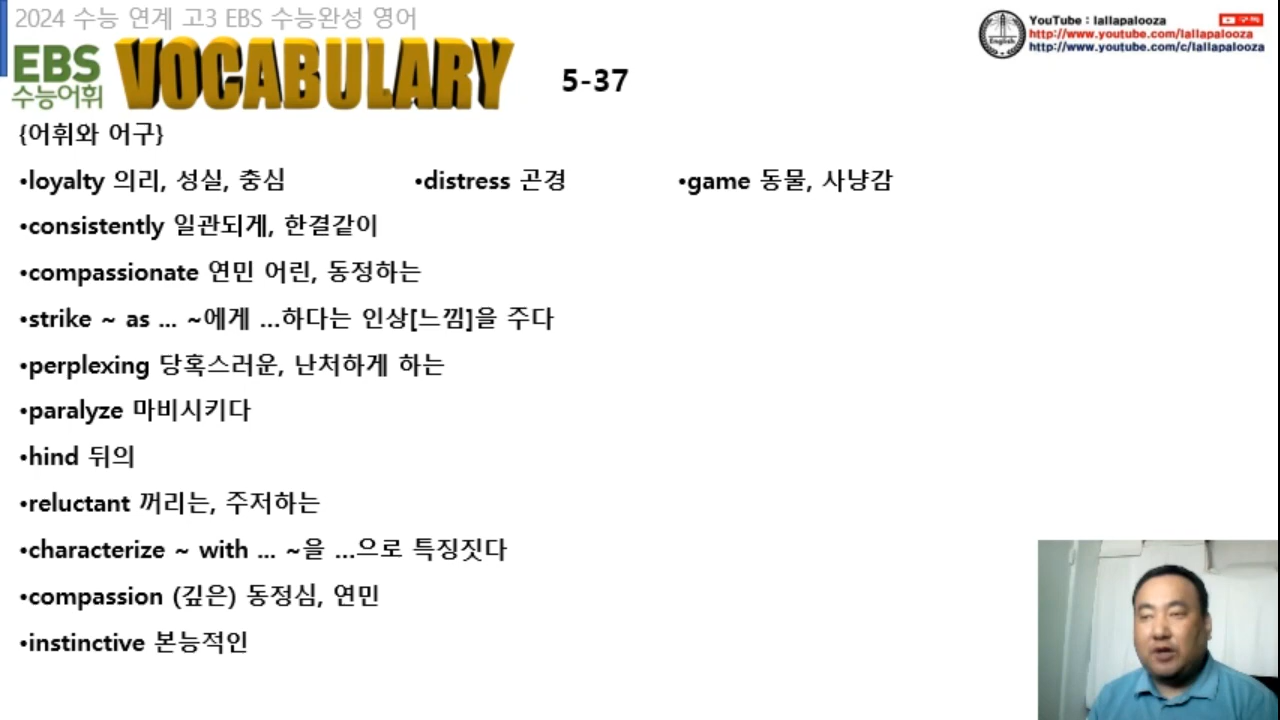 2024 수능 연계 고3 EBS 수능완성 영어
YouTube : lallapalooza 구독
http://www.youtube.com/lallapalooza
http://www.youtube.com/c/lallapalooza
English
EBS 수능어휘 VOCABULARY 5-37
{어휘와 어구}
•loyalty 의리, 성실, 충심 •distress 곤경 •game 동물, 사냥감
•consistently 일관되게, 한결같이
•compassionate 연민 어린, 동정하는
•strike ~ as ... ~에게 ...하다는 인상[느낌]을 주다
•perplexing 당혹스러운, 난처하게 하는
•paralyze 마비시키다
•hind 뒤의
•reluctant 꺼리는, 주저하는
•characterize ~ with ... ~을 ...으로 특징짓다
•compassion (깊은) 동정심, 연민
•instinctive 본능적인